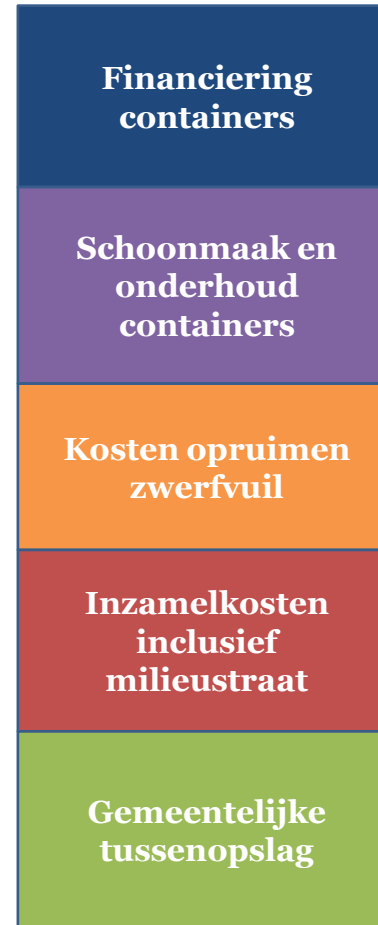 Financiering
containers
Schoonmaak en
onderhoud
containers
Kosten opruimen
zwerfvuil
Inzamelkosten
inclusief
milieustraat
Gemeentelijke
tussenopslag